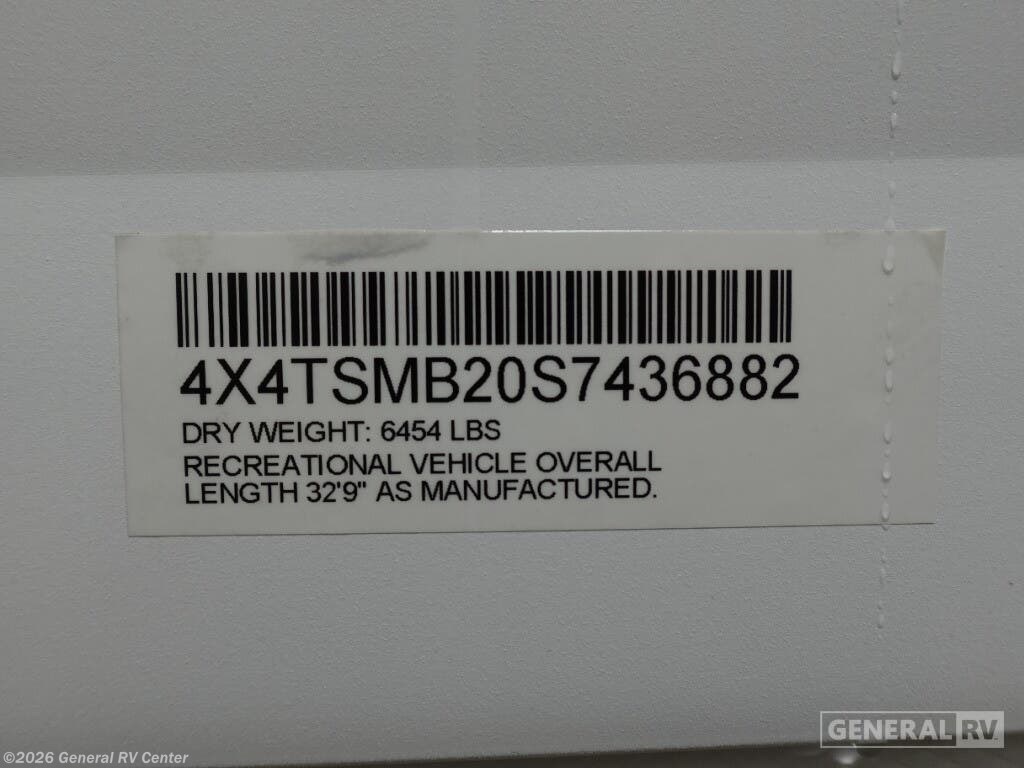 4X4TSMB20S7436882
DRY WEIGHT: 6454 LBS
RECREATIONAL VEHICLE OVERALL
LENGTH 32'9" AS MANUFACTURED.
GENERAL RV
©2026 General RV Center